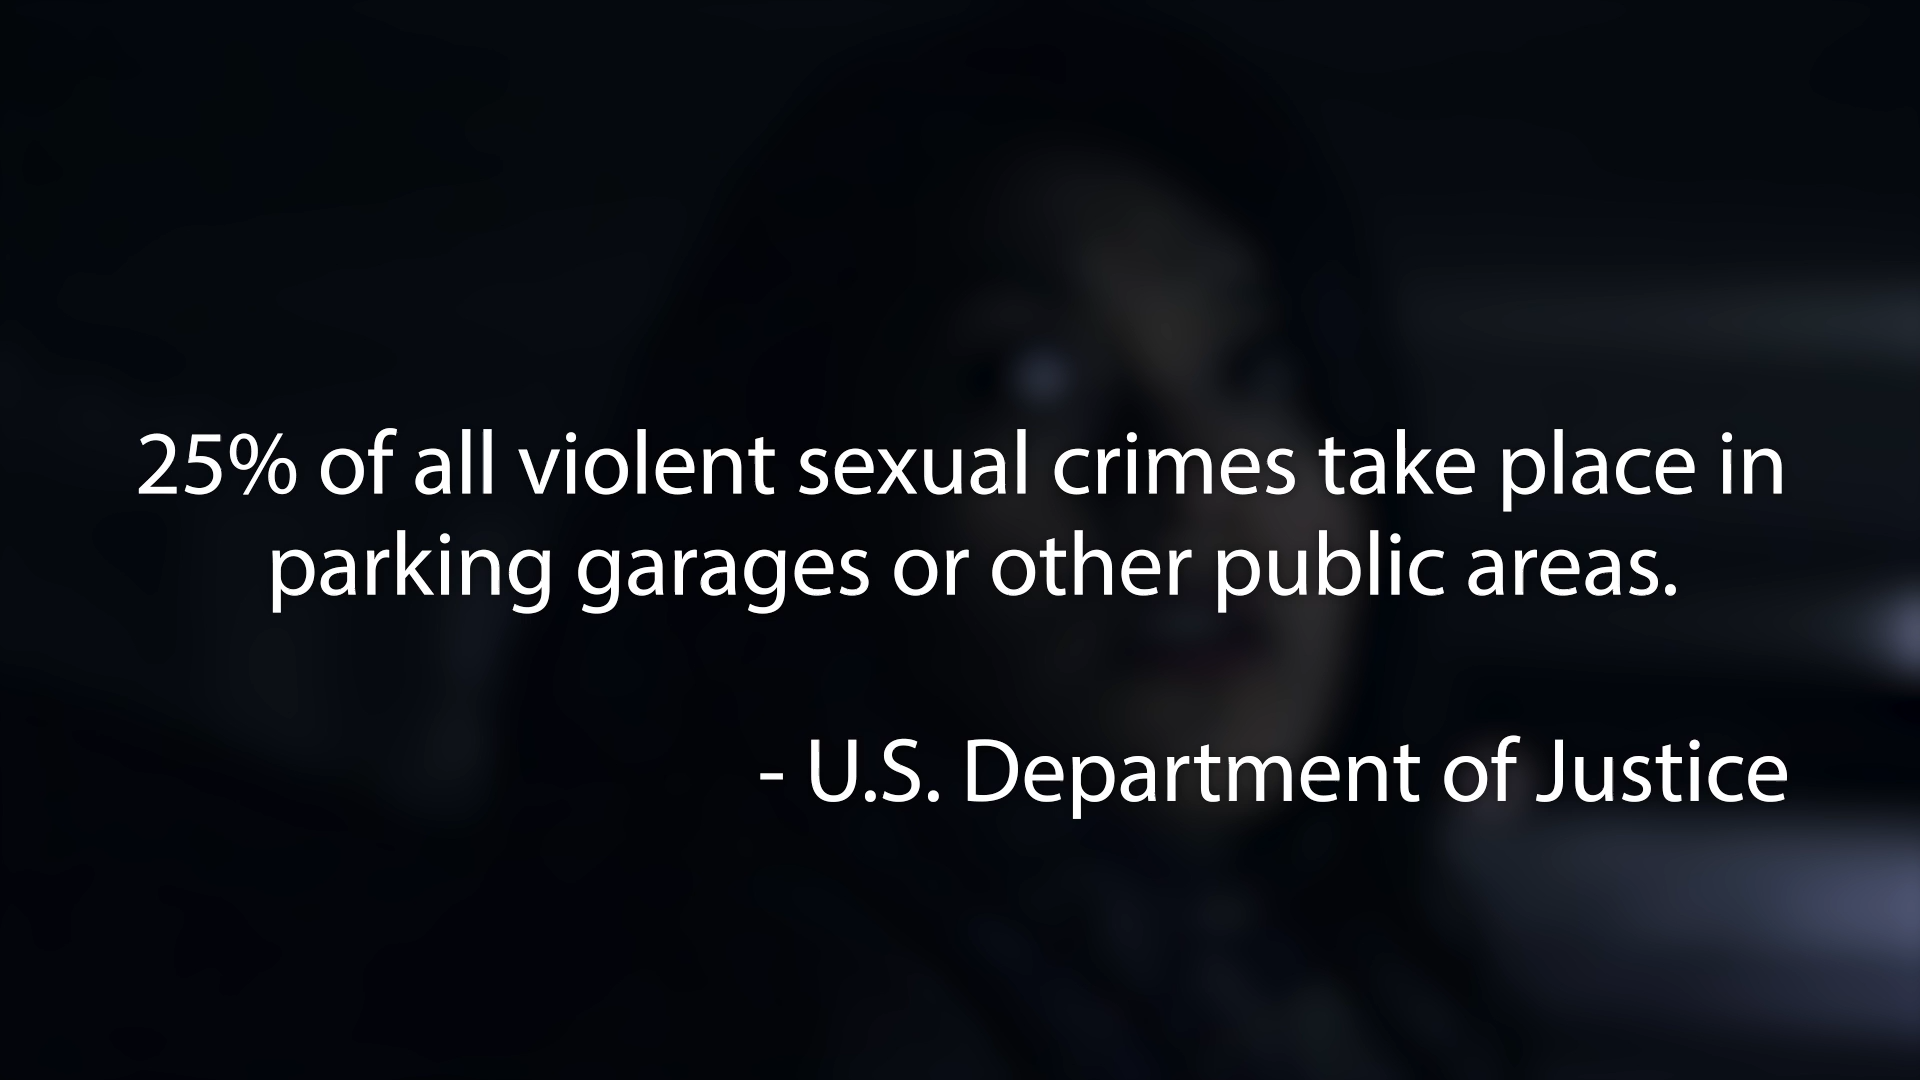 25% of all violent sexual crimes take place in
parking garages or other public areas.
- U.S. Department of Justice